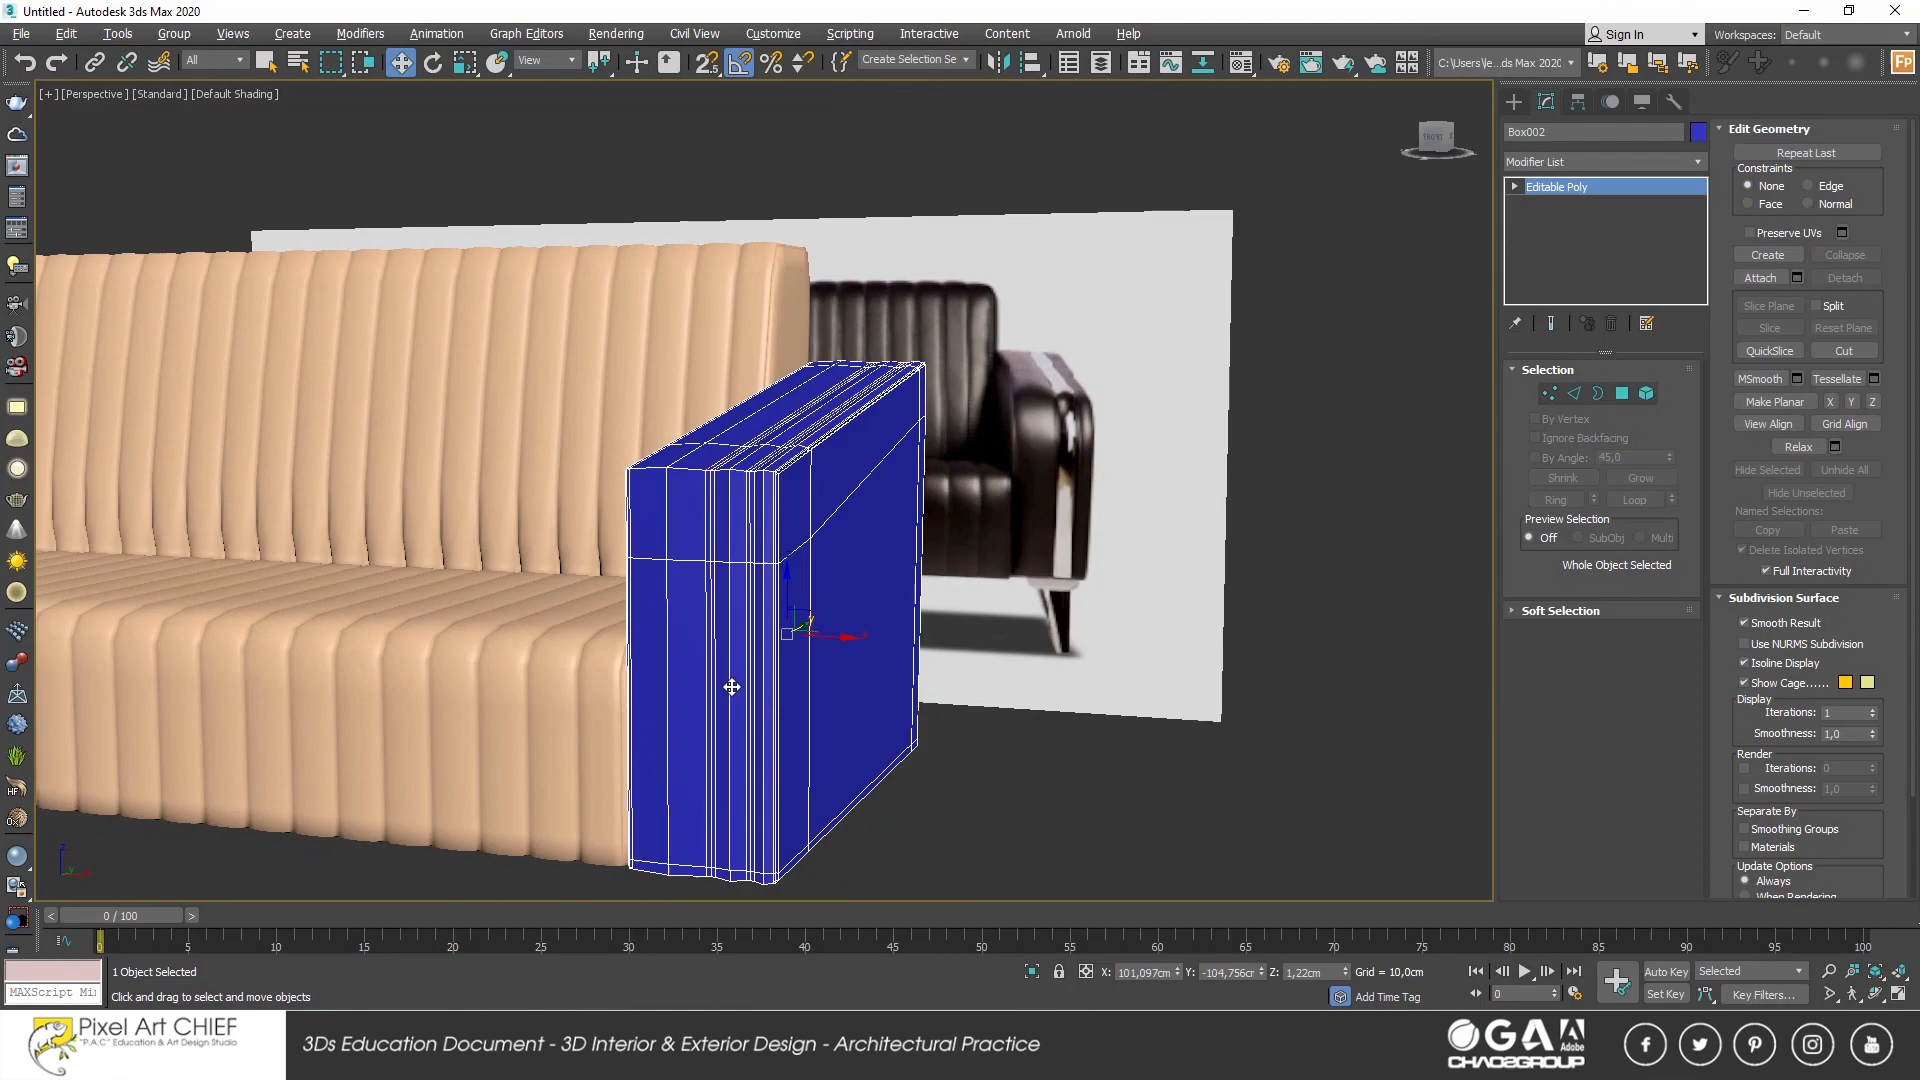 Untitled - Autodesk 3ds Max 2020
File Edit Tools Group Views Create Modifiers Animation Graph Editors Rendering Civil View Customize Scripting Interactive Content Arnold Help
Sign In Workspaces: Default
All View Create Selection Se C:\Users\le...ds Max 2020
[+] [Perspective] [Standard] [Default Shading]
FRONT
Box002
Modifier List
Editable Poly
Selection
By Vertex
Ignore Backfacing
By Angle: 45,0
Shrink Grow
Ring Loop
Preview Selection
Off SubObj Multi
Whole Object Selected
Soft Selection
Edit Geometry
Repeat Last
Constraints
None Edge
Face Normal
Preserve UVs
Create Collapse
Attach Detach
Slice Plane Split
Slice Reset Plane
QuickSlice Cut
MSmooth Tessellate
Make Planar X Y Z
View Align Grid Align
Relax
Hide Selected Unhide All
Hide Unselected
Named Selections:
Copy Paste
Delete Isolated Vertices
Full Interactivity
Subdivision Surface
Smooth Result
Use NURMS Subdivision
Isoline Display
Show Cage......
Display
Iterations: 1
Smoothness: 1,0
Render
Iterations: 0
Smoothness: 1,0
Separate By
Smoothing Groups
Materials
Update Options
Always
When Rendering
x
y
z
x
< 0 / 100 >
0 5 10 15 20 25 30 35 40 45 50 55 60 65 70 75 80 85 90 95 100
1 Object Selected
X: 101,097cm Y: -104,756cm Z: 1,22cm Grid = 10,0cm
Auto Key Selected
MAXScript Mi
Click and drag to select and move objects
Add Time Tag
0
Set Key Key Filters...
Pixel Art CHIEF
"P.A.C" Education & Art Design Studio
3Ds Education Document - 3D Interior & Exterior Design - Architectural Practice
Adobe
CHAOSGROUP